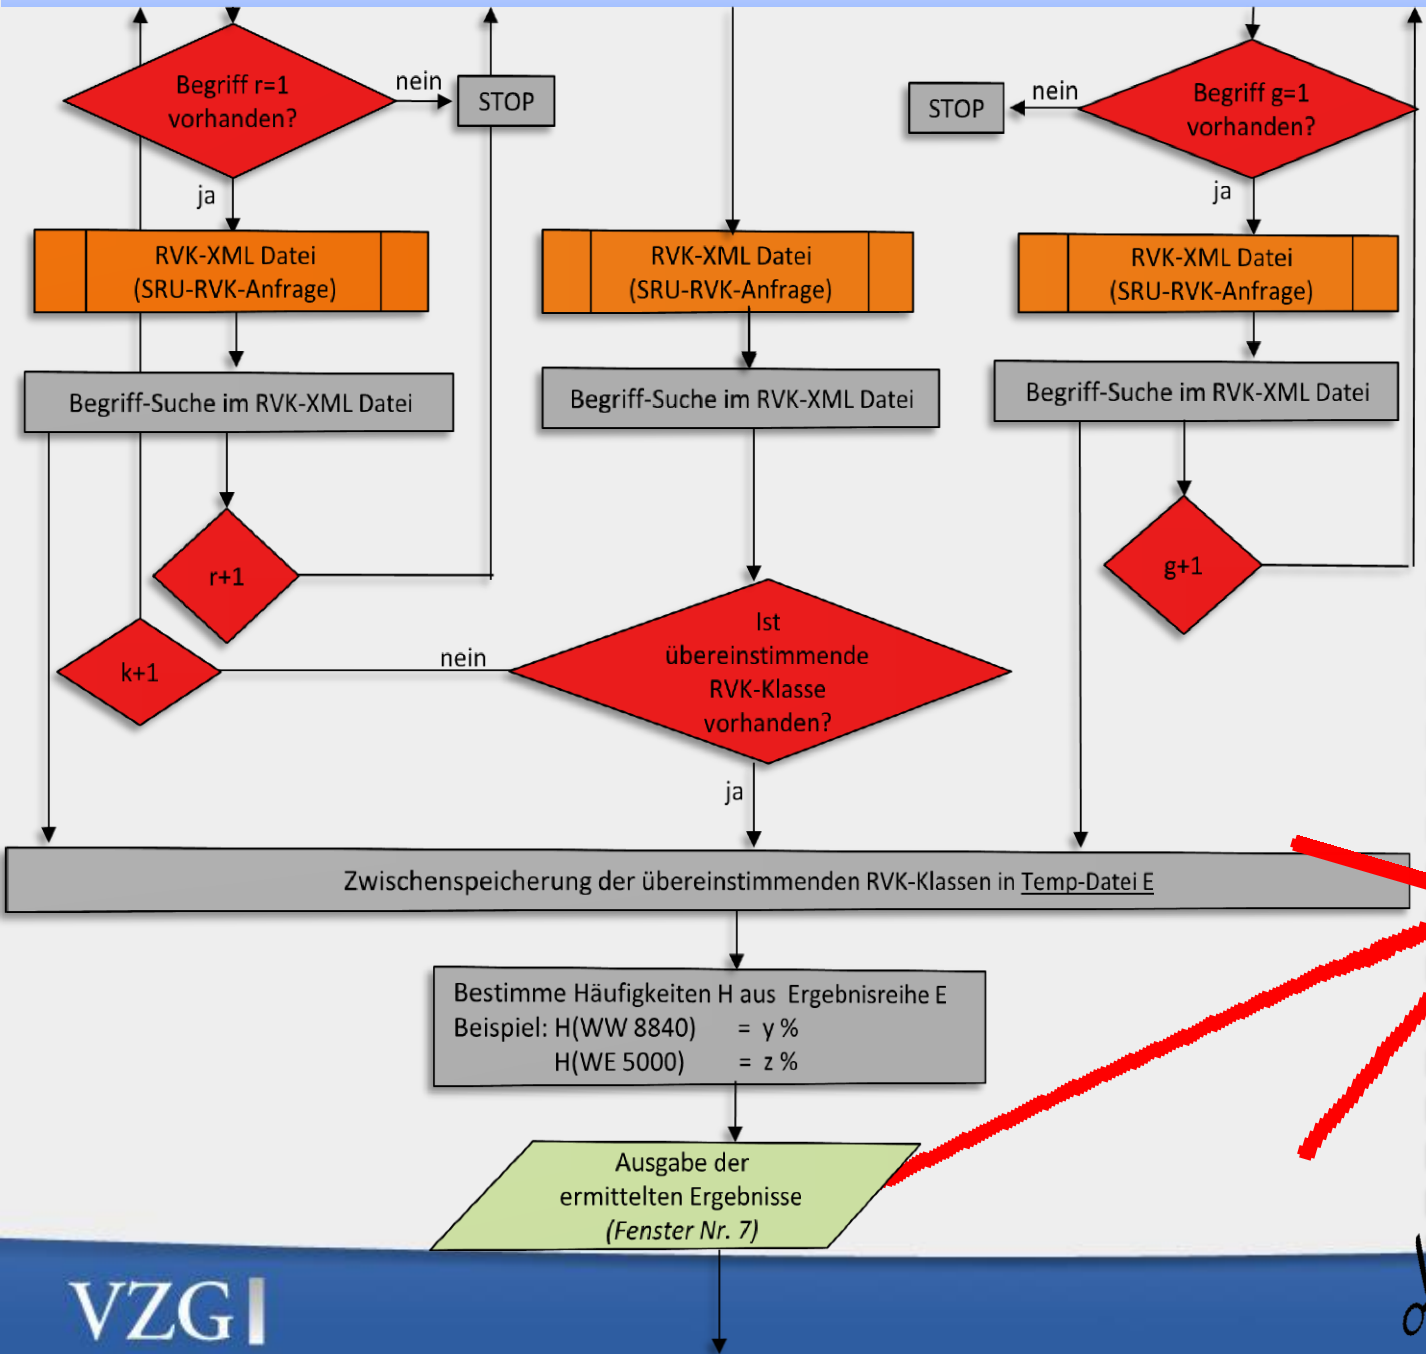 Begriff r=1
vorhanden?
nein
STOP
ja
RVK-XML Datei
(SRU-RVK-Anfrage)
Begriff-Suche im RVK-XML Datei
r+1
k+1
nein
RVK-XML Datei
(SRU-RVK-Anfrage)
Begriff-Suche im RVK-XML Datei
Ist
übereinstimmende
RVK-Klasse
vorhanden?
ja
STOP
nein
Begriff g=1
vorhanden?
ja
RVK-XML Datei
(SRU-RVK-Anfrage)
Begriff-Suche im RVK-XML Datei
g+1
Zwischenspeicherung der übereinstimmenden RVK-Klassen in Temp-Datei E
Bestimme Häufigkeiten H aus Ergebnisreihe E
Beispiel: H(WW 8840) = y %
H(WE 5000) = z %
Ausgabe der
ermittelten Ergebnisse
(Fenster Nr. 7)
VZG